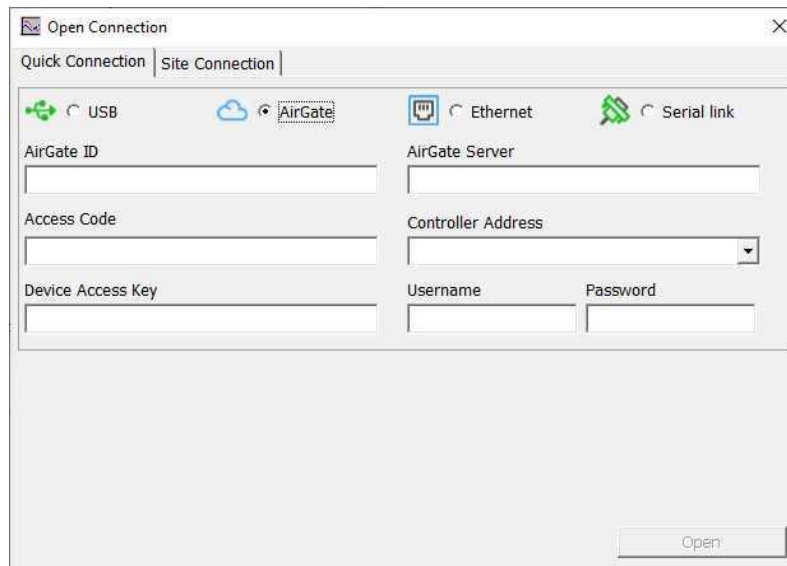 Open Connection
Quick Connection Site Connection
USB AirGate Ethernet Serial link
AirGate ID AirGate Server
Access Code Controller Address
Device Access Key Username Password
Open